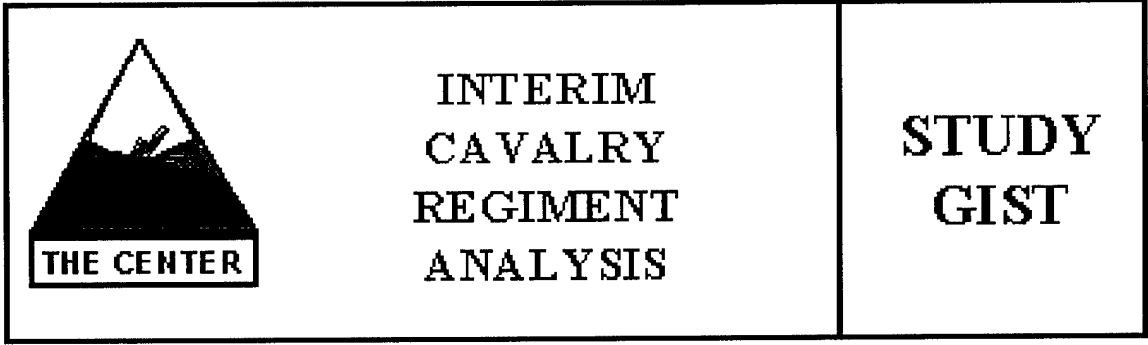 INTERIM
CAVALRY
REGIMENT
ANALYSIS
THE CENTER
STUDY
GIST